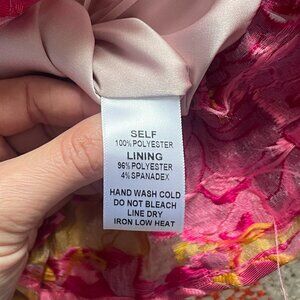 SELF
100% POLYESTER
LINING
96% POLYESTER
4% SPANADEX
HAND WASH COLD
DO NOT BLEACH
LINE DRY
IRON LOW HEAT